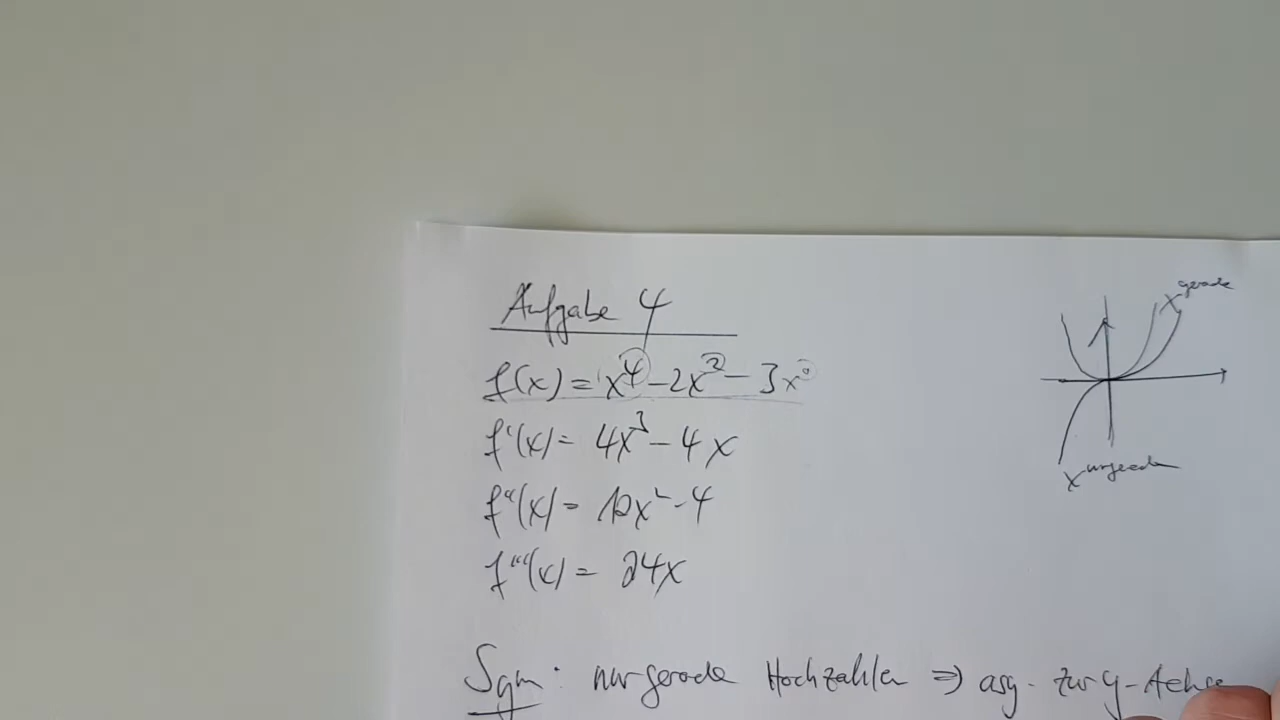 Aufgabe 4
f(x) = x⁴ - 2x² - 3x⁰
f'(x) = 4x³ - 4x
f''(x) = 12x² - 4
f'''(x) = 24x
Sym: nur gerade Hochzahlen ⇒ asy. zur y-Achse
x^gerade
x^ungerade